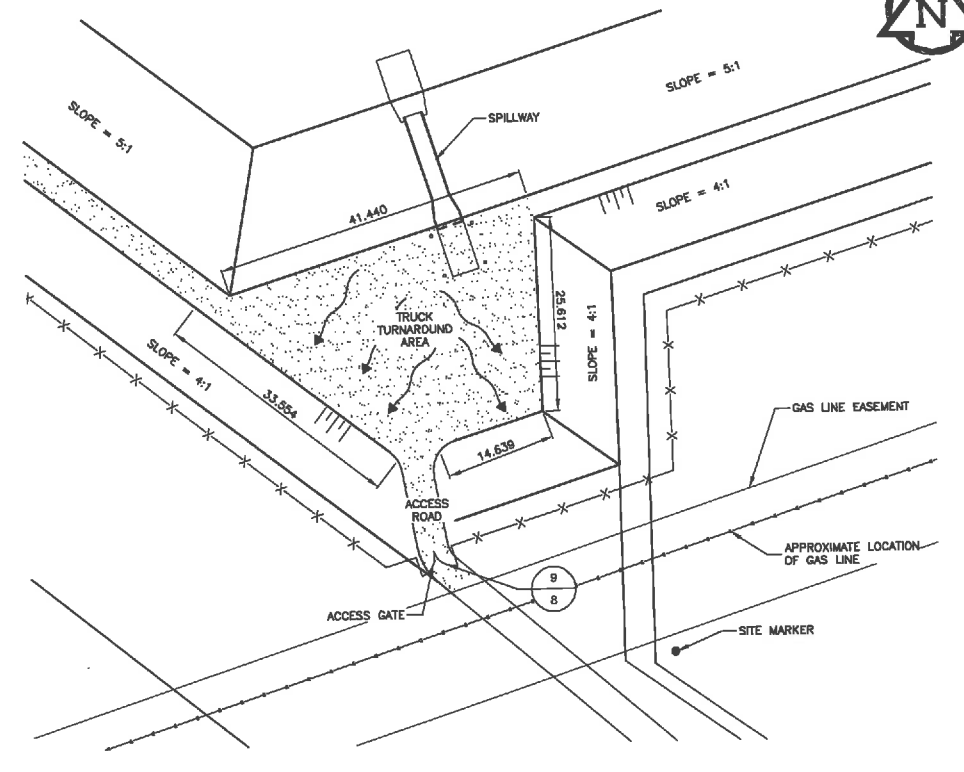 N
SLOPE = 5:1
SLOPE = 5:1
SPILLWAY
SLOPE = 4:1
41.440
25.612
SLOPE = 4:1
TRUCK
TURNAROUND
AREA
SLOPE = 4:1
33.554
14.639
GAS LINE EASEMENT
ACCESS
ROAD
APPROXIMATE LOCATION
OF GAS LINE
9
8
ACCESS GATE
SITE MARKER